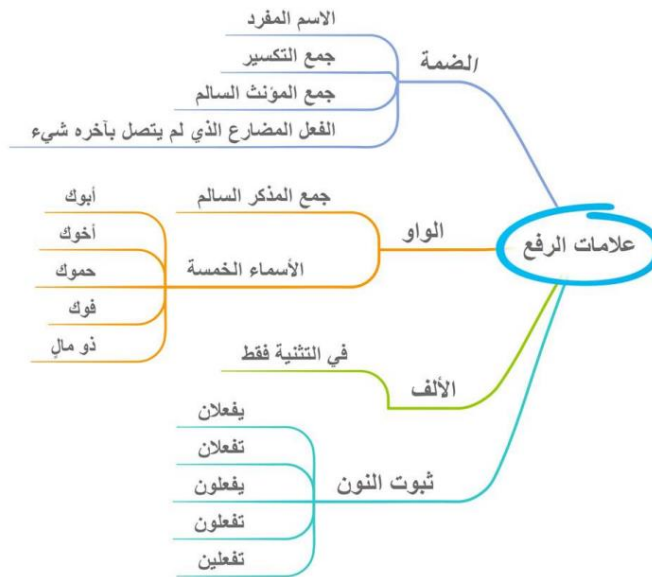 علامات الرفع
الضمة
الاسم المفرد
جمع التكسير
جمع المؤنث السالم
الفعل المضارع الذي لم يتصل بآخره شيء
الواو
جمع المذكر السالم
الأسماء الخمسة
أبوك
أخوك
حموك
فوك
ذو مالٍ
الألف
في التثنية فقط
ثبوت النون
يفعلان
تفعلان
يفعلون
تفعلون
تفعلين